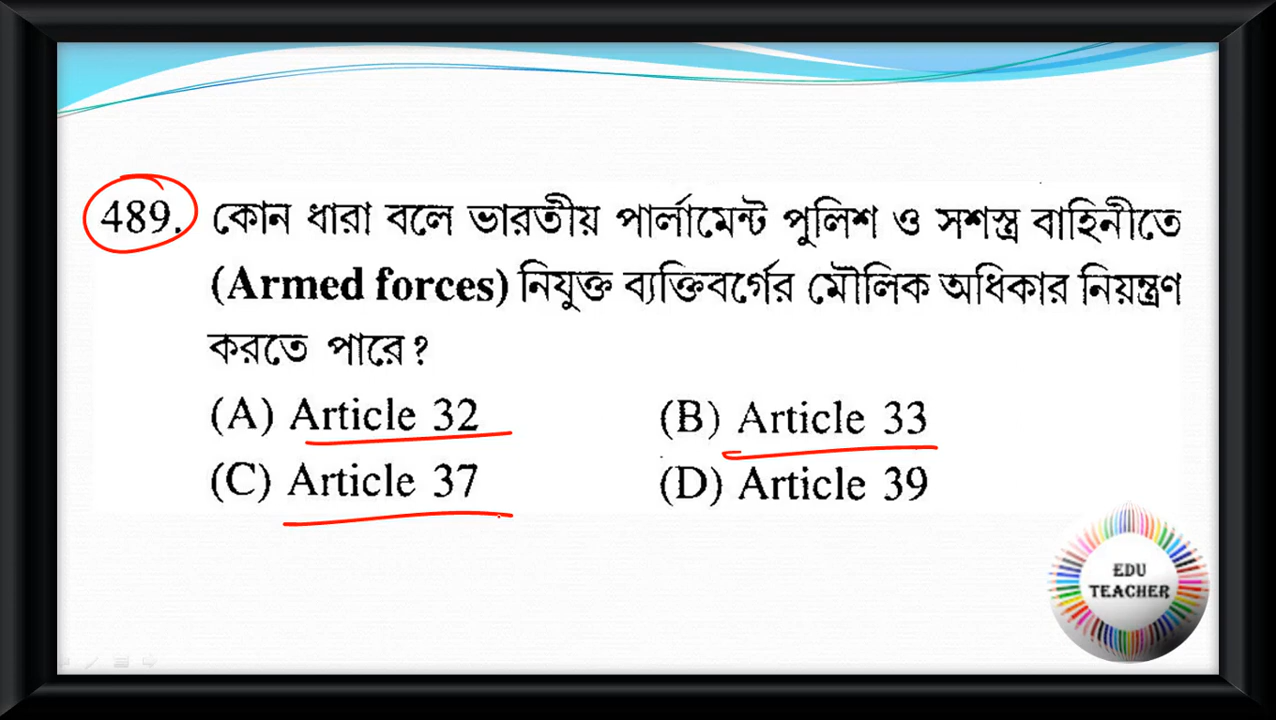 489. কোন ধারা বলে ভারতীয় পার্লামেন্ট পুলিশ ও সশস্ত্র বাহিনীতে
(Armed forces) নিযুক্ত ব্যক্তিবর্গের মৌলিক অধিকার নিয়ন্ত্রণ
করতে পারে?
(A) Article 32 (B) Article 33
(C) Article 37 (D) Article 39
EDU
TEACHER